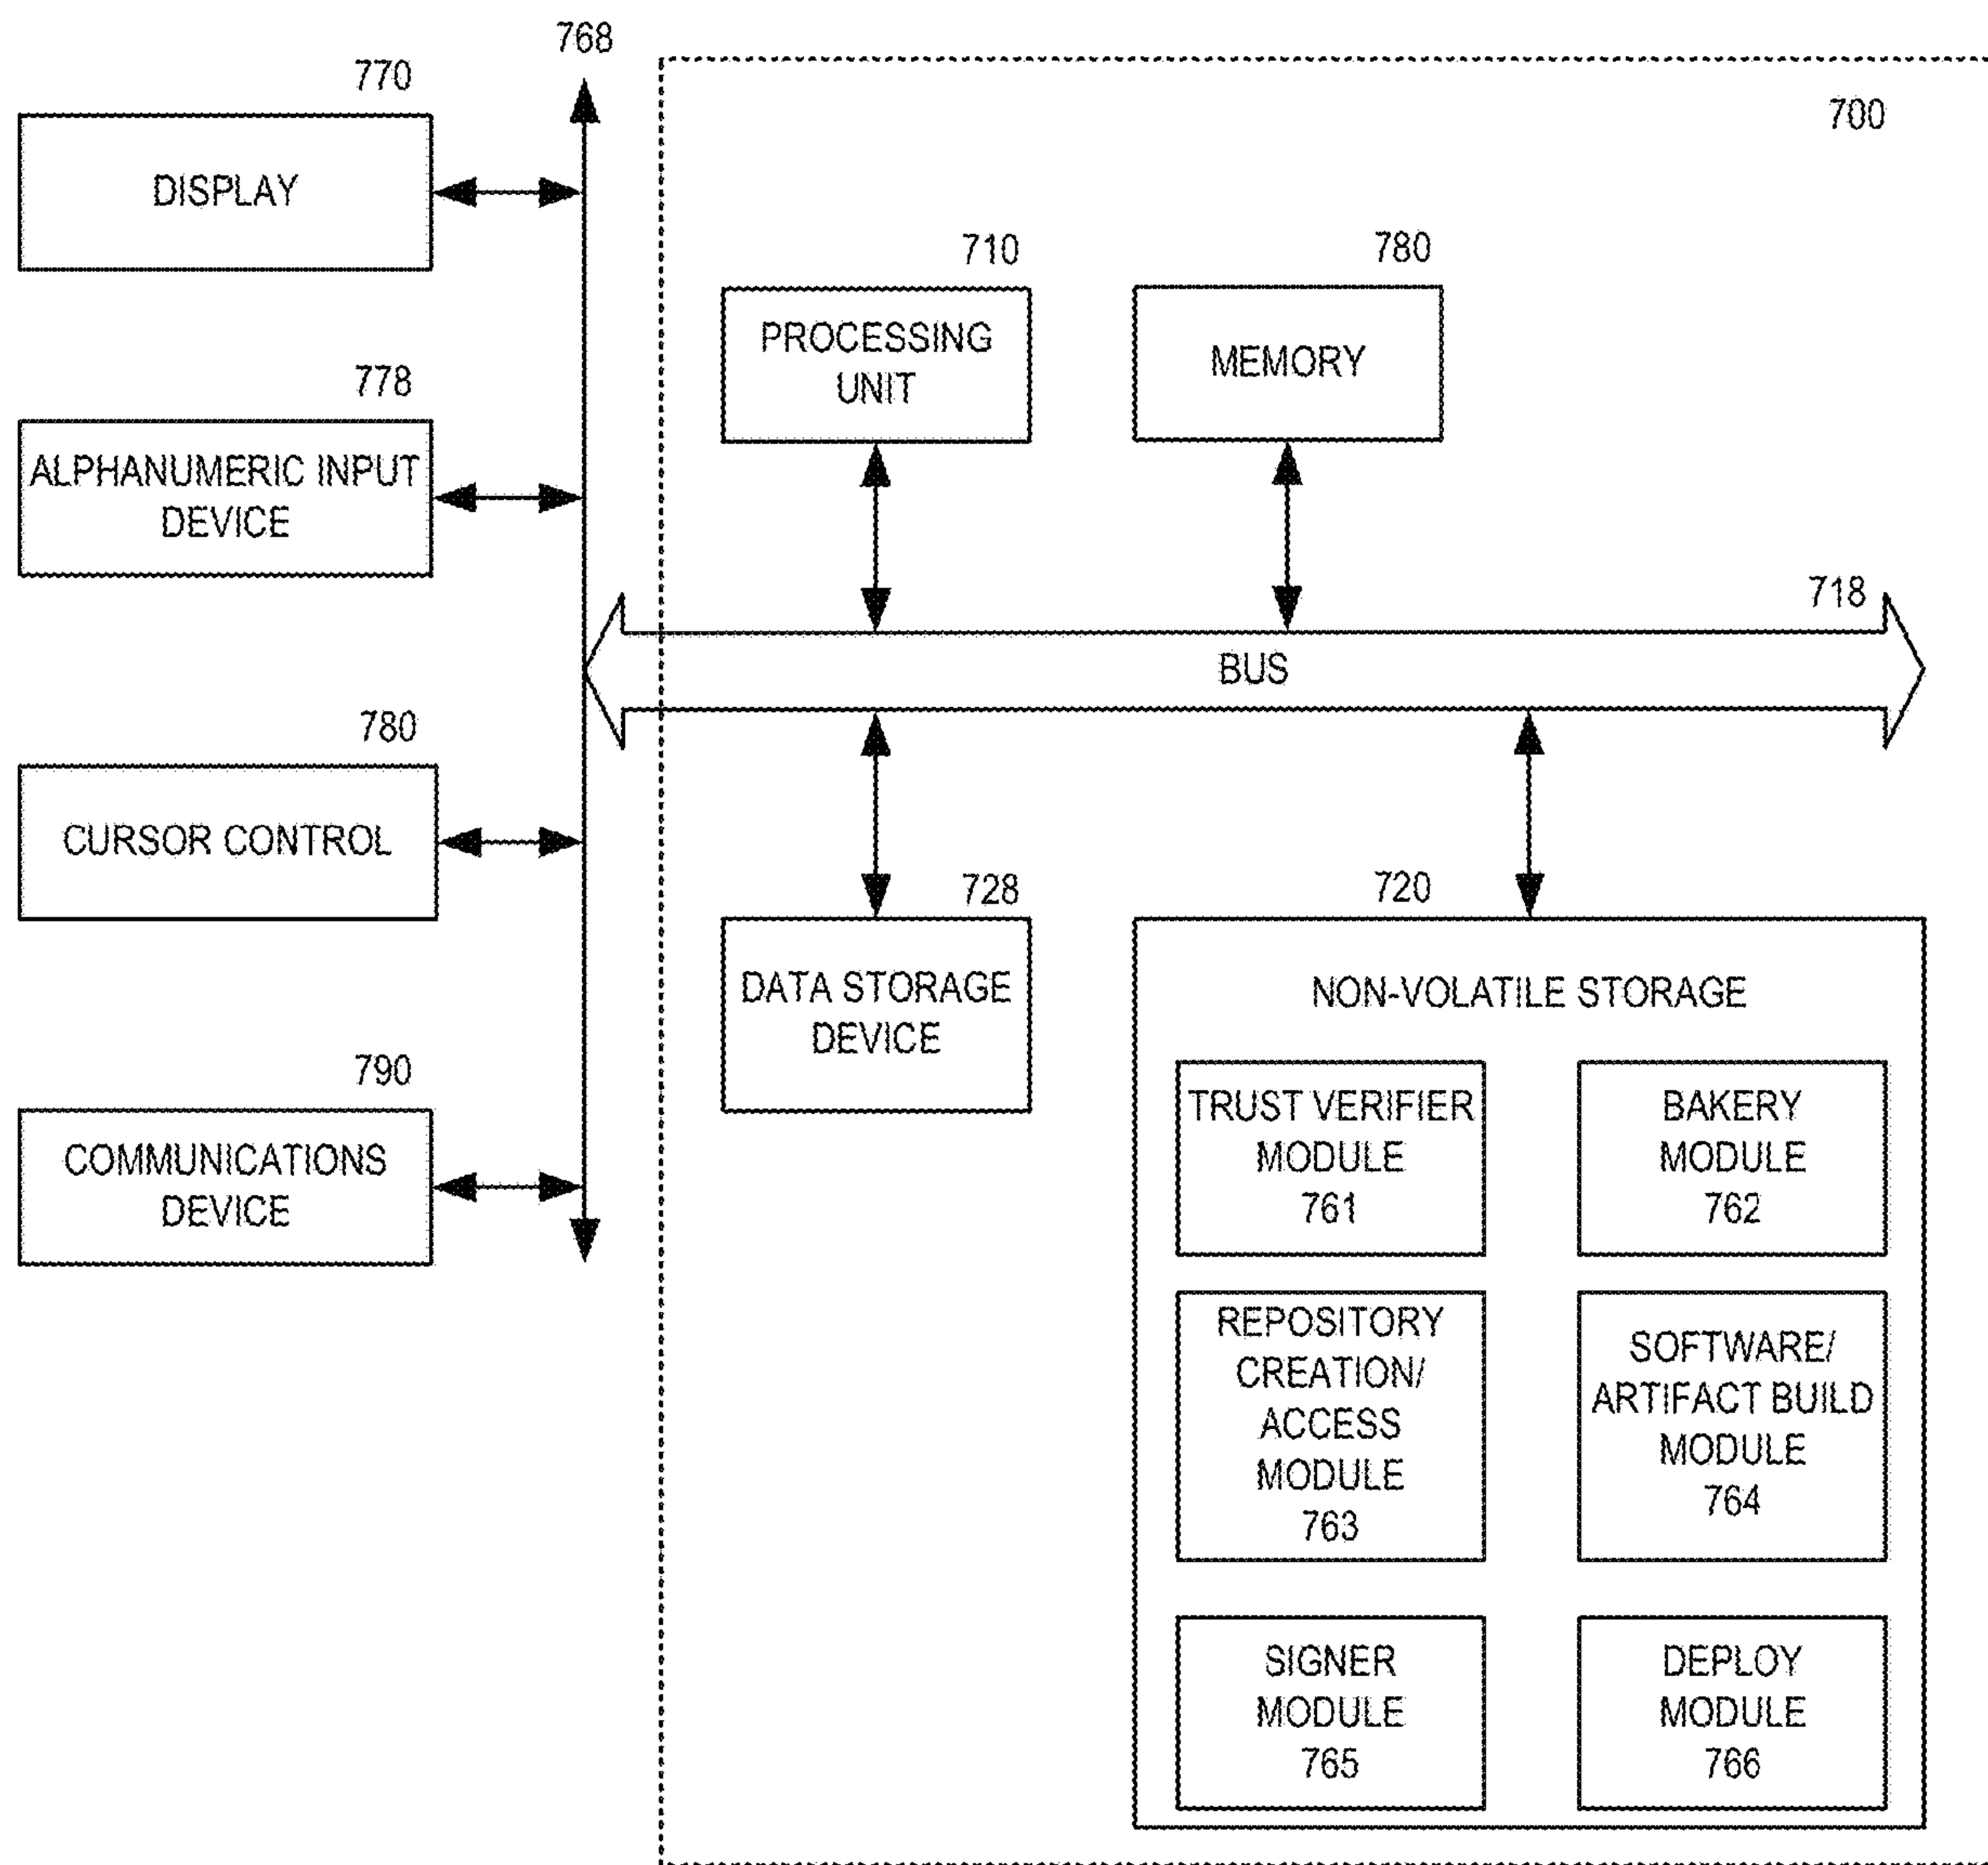 768
770
700
DISPLAY
710
780
PROCESSING
UNIT
MEMORY
778
ALPHANUMERIC INPUT
DEVICE
718
BUS
780
CURSOR CONTROL
728
720
DATA STORAGE
DEVICE
NON-VOLATILE STORAGE
790
COMMUNICATIONS
DEVICE
TRUST VERIFIER
MODULE
761
BAKERY
MODULE
762
REPOSITORY
CREATION/
ACCESS
MODULE
763
SOFTWARE/
ARTIFACT BUILD
MODULE
764
SIGNER
MODULE
765
DEPLOY
MODULE
766